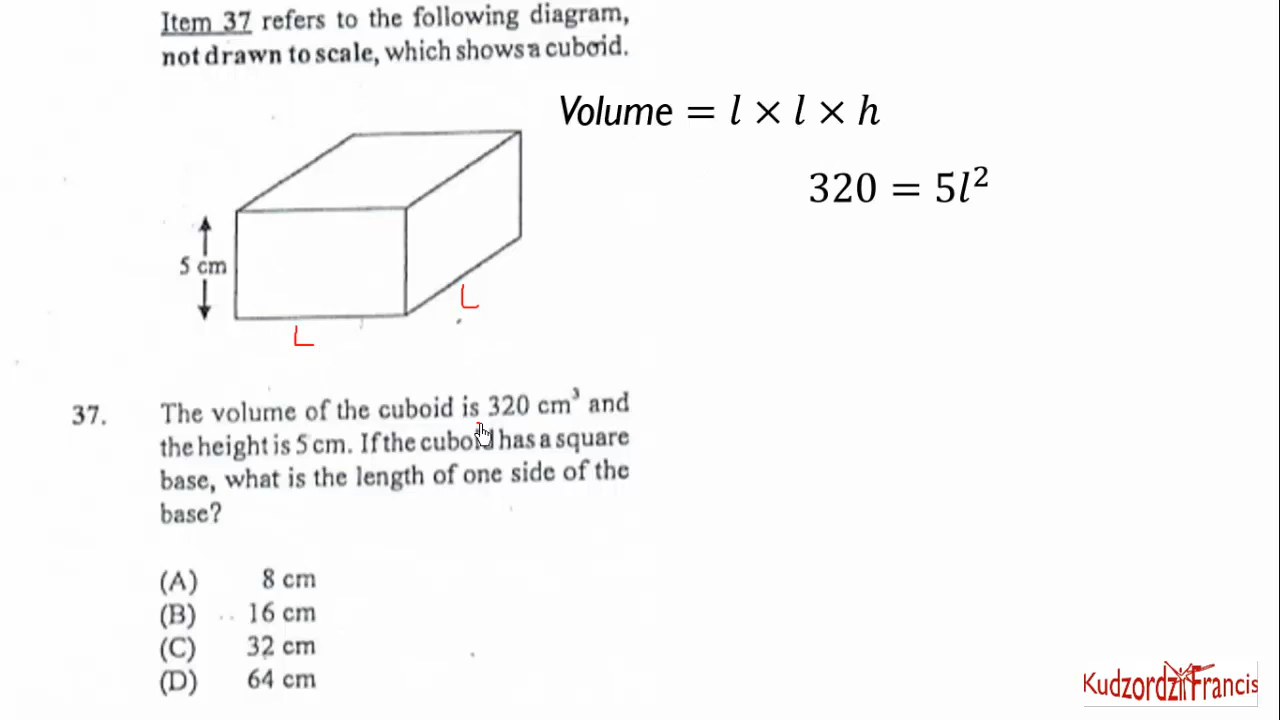 Item 37 refers to the following diagram,
not drawn to scale, which shows a cuboid.
Volume = l × l × h
320 = 5l²
5 cm
L
L
37. The volume of the cuboid is 320 cm³ and
the height is 5 cm. If the cuboid has a square
base, what is the length of one side of the
base?
(A) 8 cm
(B) 16 cm
(C) 32 cm
(D) 64 cm
Kudzordzi Francis